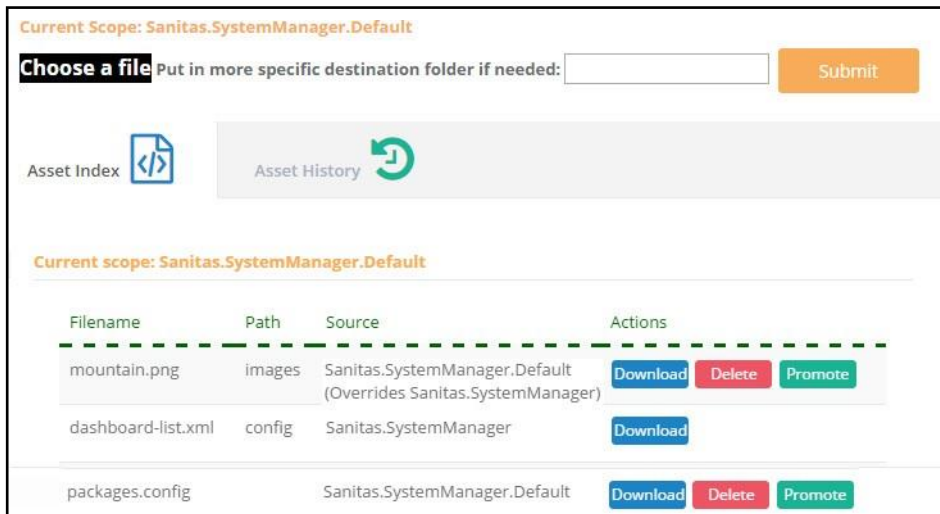 Current Scope: Sanitas.SystemManager.Default
Choose a file Put in more specific destination folder if needed: Submit
Asset Index </> Asset History
Current scope: Sanitas.SystemManager.Default
Filename Path Source Actions
mountain.png images Sanitas.SystemManager.Default Download Delete Promote
(Overrides Sanitas.SystemManager)
dashboard-list.xml config Sanitas.SystemManager Download
packages.config Sanitas.SystemManager.Default Download Delete Promote